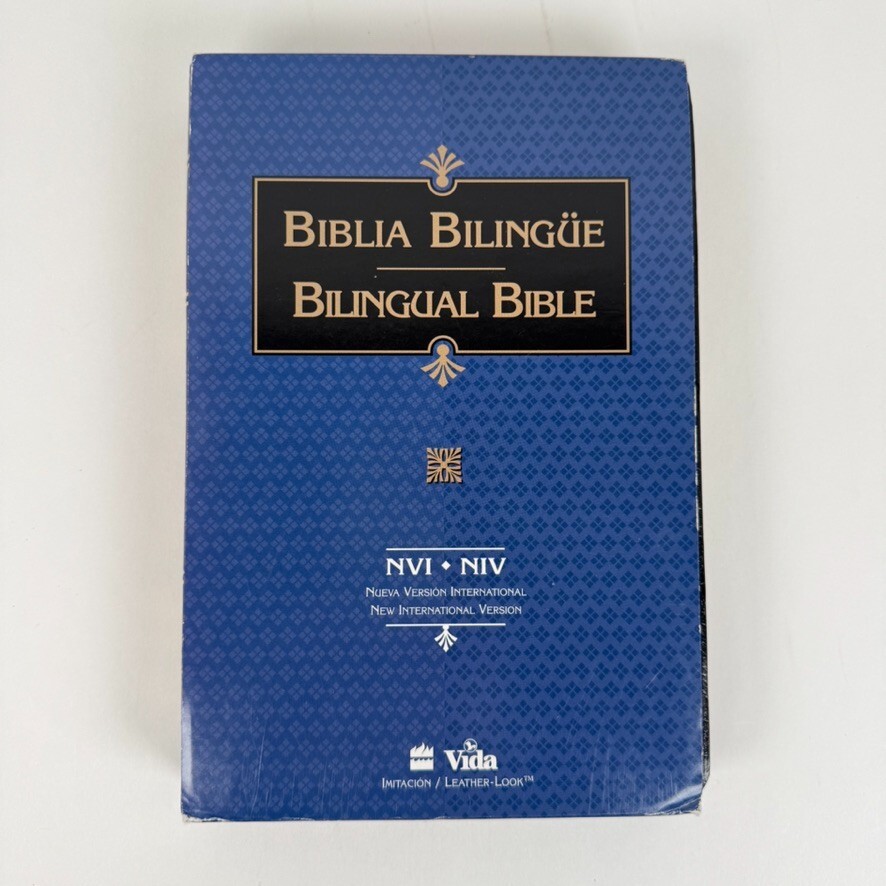 BIBLIA BILINGÜE
BILINGUAL BIBLE
NVI • NIV
NUEVA VERSIÓN INTERNATIONAL
NEW INTERNATIONAL VERSION
Vida
IMITACIÓN / LEATHER-LOOK™